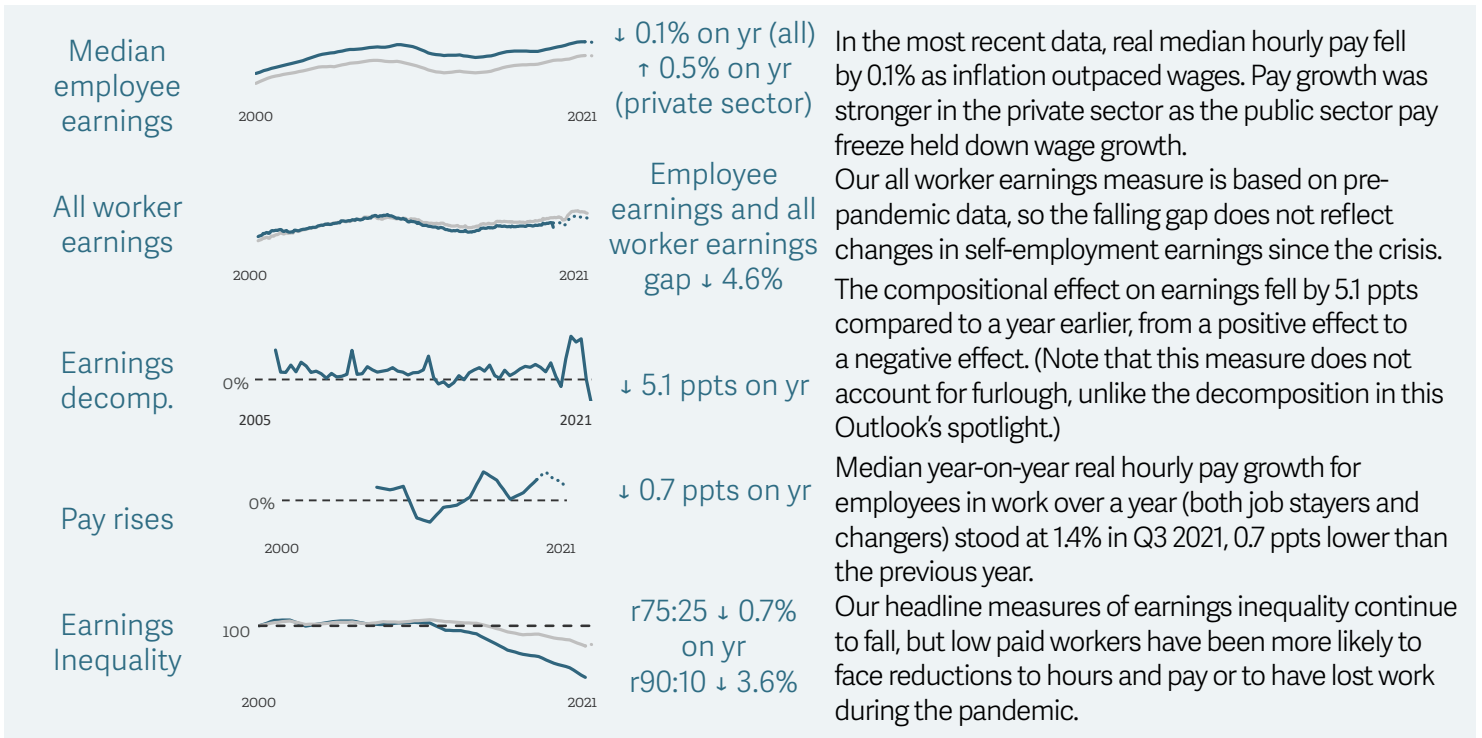 Median
employee
earnings
2000
2021
↓ 0.1% on yr (all)
↑ 0.5% on yr
(private sector)
In the most recent data, real median hourly pay fell
by 0.1% as inflation outpaced wages. Pay growth was
stronger in the private sector as the public sector pay
freeze held down wage growth.
All worker
earnings
2000
2021
Employee
earnings and all
worker earnings
gap ↓ 4.6%
Our all worker earnings measure is based on pre-
pandemic data, so the falling gap does not reflect
changes in self-employment earnings since the crisis.
Earnings
decomp.
0%
2005
2021
↓ 5.1 ppts on yr
The compositional effect on earnings fell by 5.1 ppts
compared to a year earlier, from a positive effect to
a negative effect. (Note that this measure does not
account for furlough, unlike the decomposition in this
Outlook's spotlight.)
Pay rises
0%
2000
2021
↓ 0.7 ppts on yr
Median year-on-year real hourly pay growth for
employees in work over a year (both job stayers and
changers) stood at 1.4% in Q3 2021, 0.7 ppts lower than
the previous year.
Earnings
Inequality
100
2000
2021
r75:25 ↓ 0.7%
on yr
r90:10 ↓ 3.6%
Our headline measures of earnings inequality continue
to fall, but low paid workers have been more likely to
face reductions to hours and pay or to have lost work
during the pandemic.